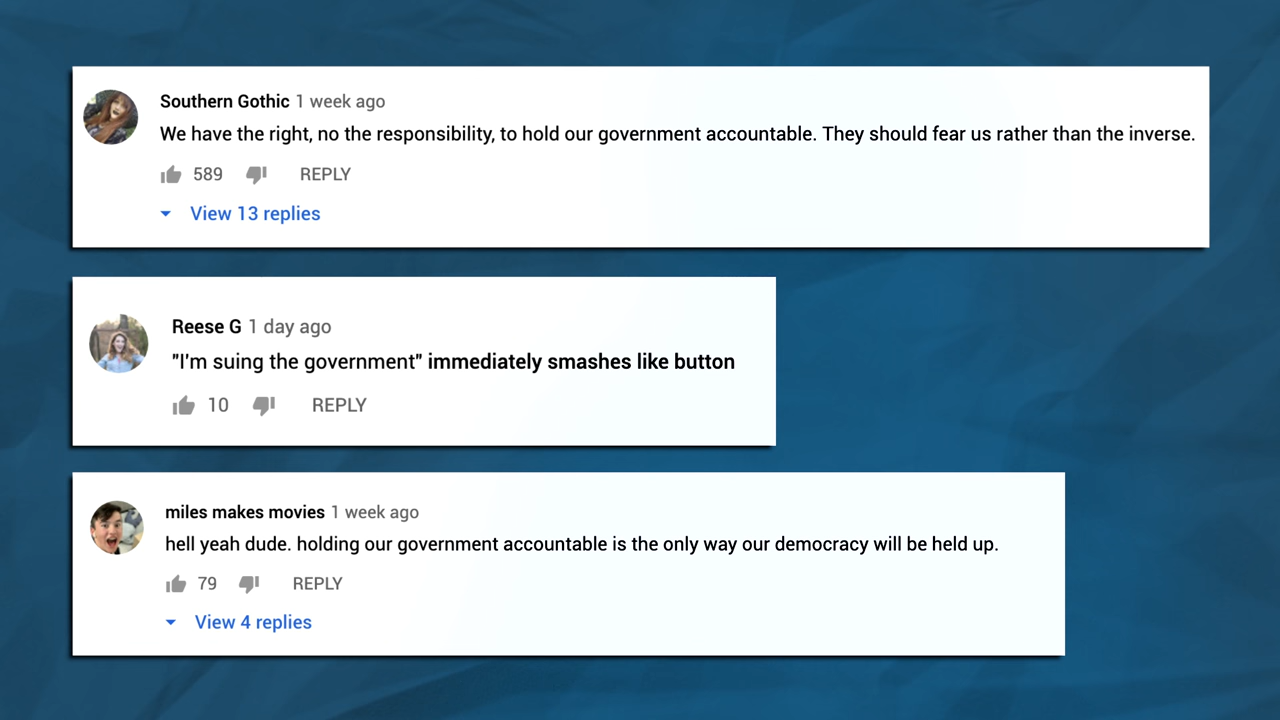 Southern Gothic 1 week ago
We have the right, no the responsibility, to hold our government accountable. They should fear us rather than the inverse.
589 REPLY
View 13 replies
Reese G 1 day ago
"I'm suing the government" immediately smashes like button
10 REPLY
miles makes movies 1 week ago
hell yeah dude. holding our government accountable is the only way our democracy will be held up.
79 REPLY
View 4 replies